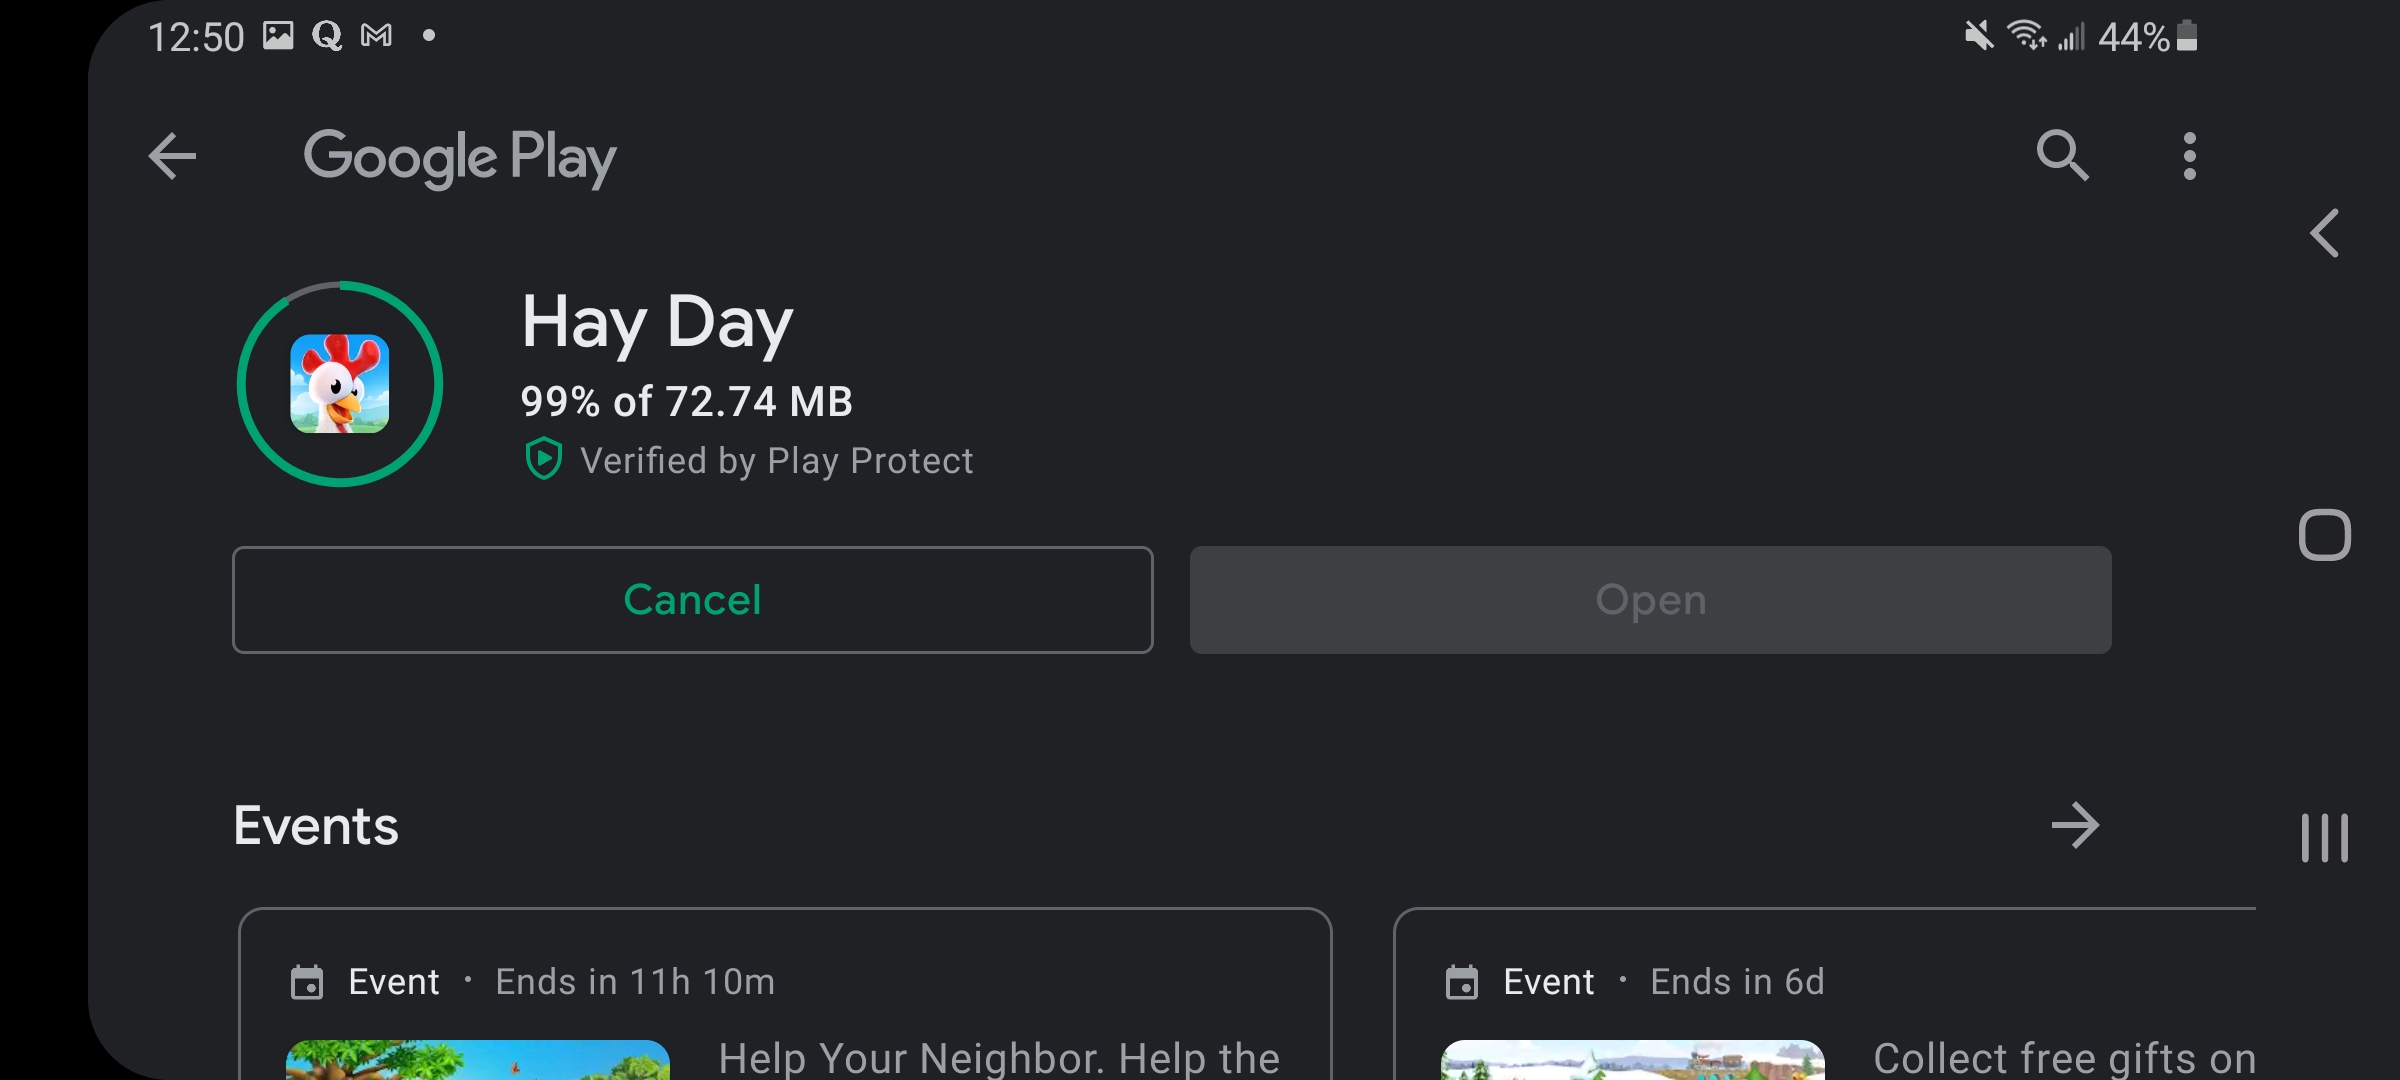 12:50
44%
Google Play
Hay Day
99% of 72.74 MB
Verified by Play Protect
Cancel
Open
Events
Event • Ends in 11h 10m
Event • Ends in 6d
Help Your Neighbor. Help the
Collect free gifts on